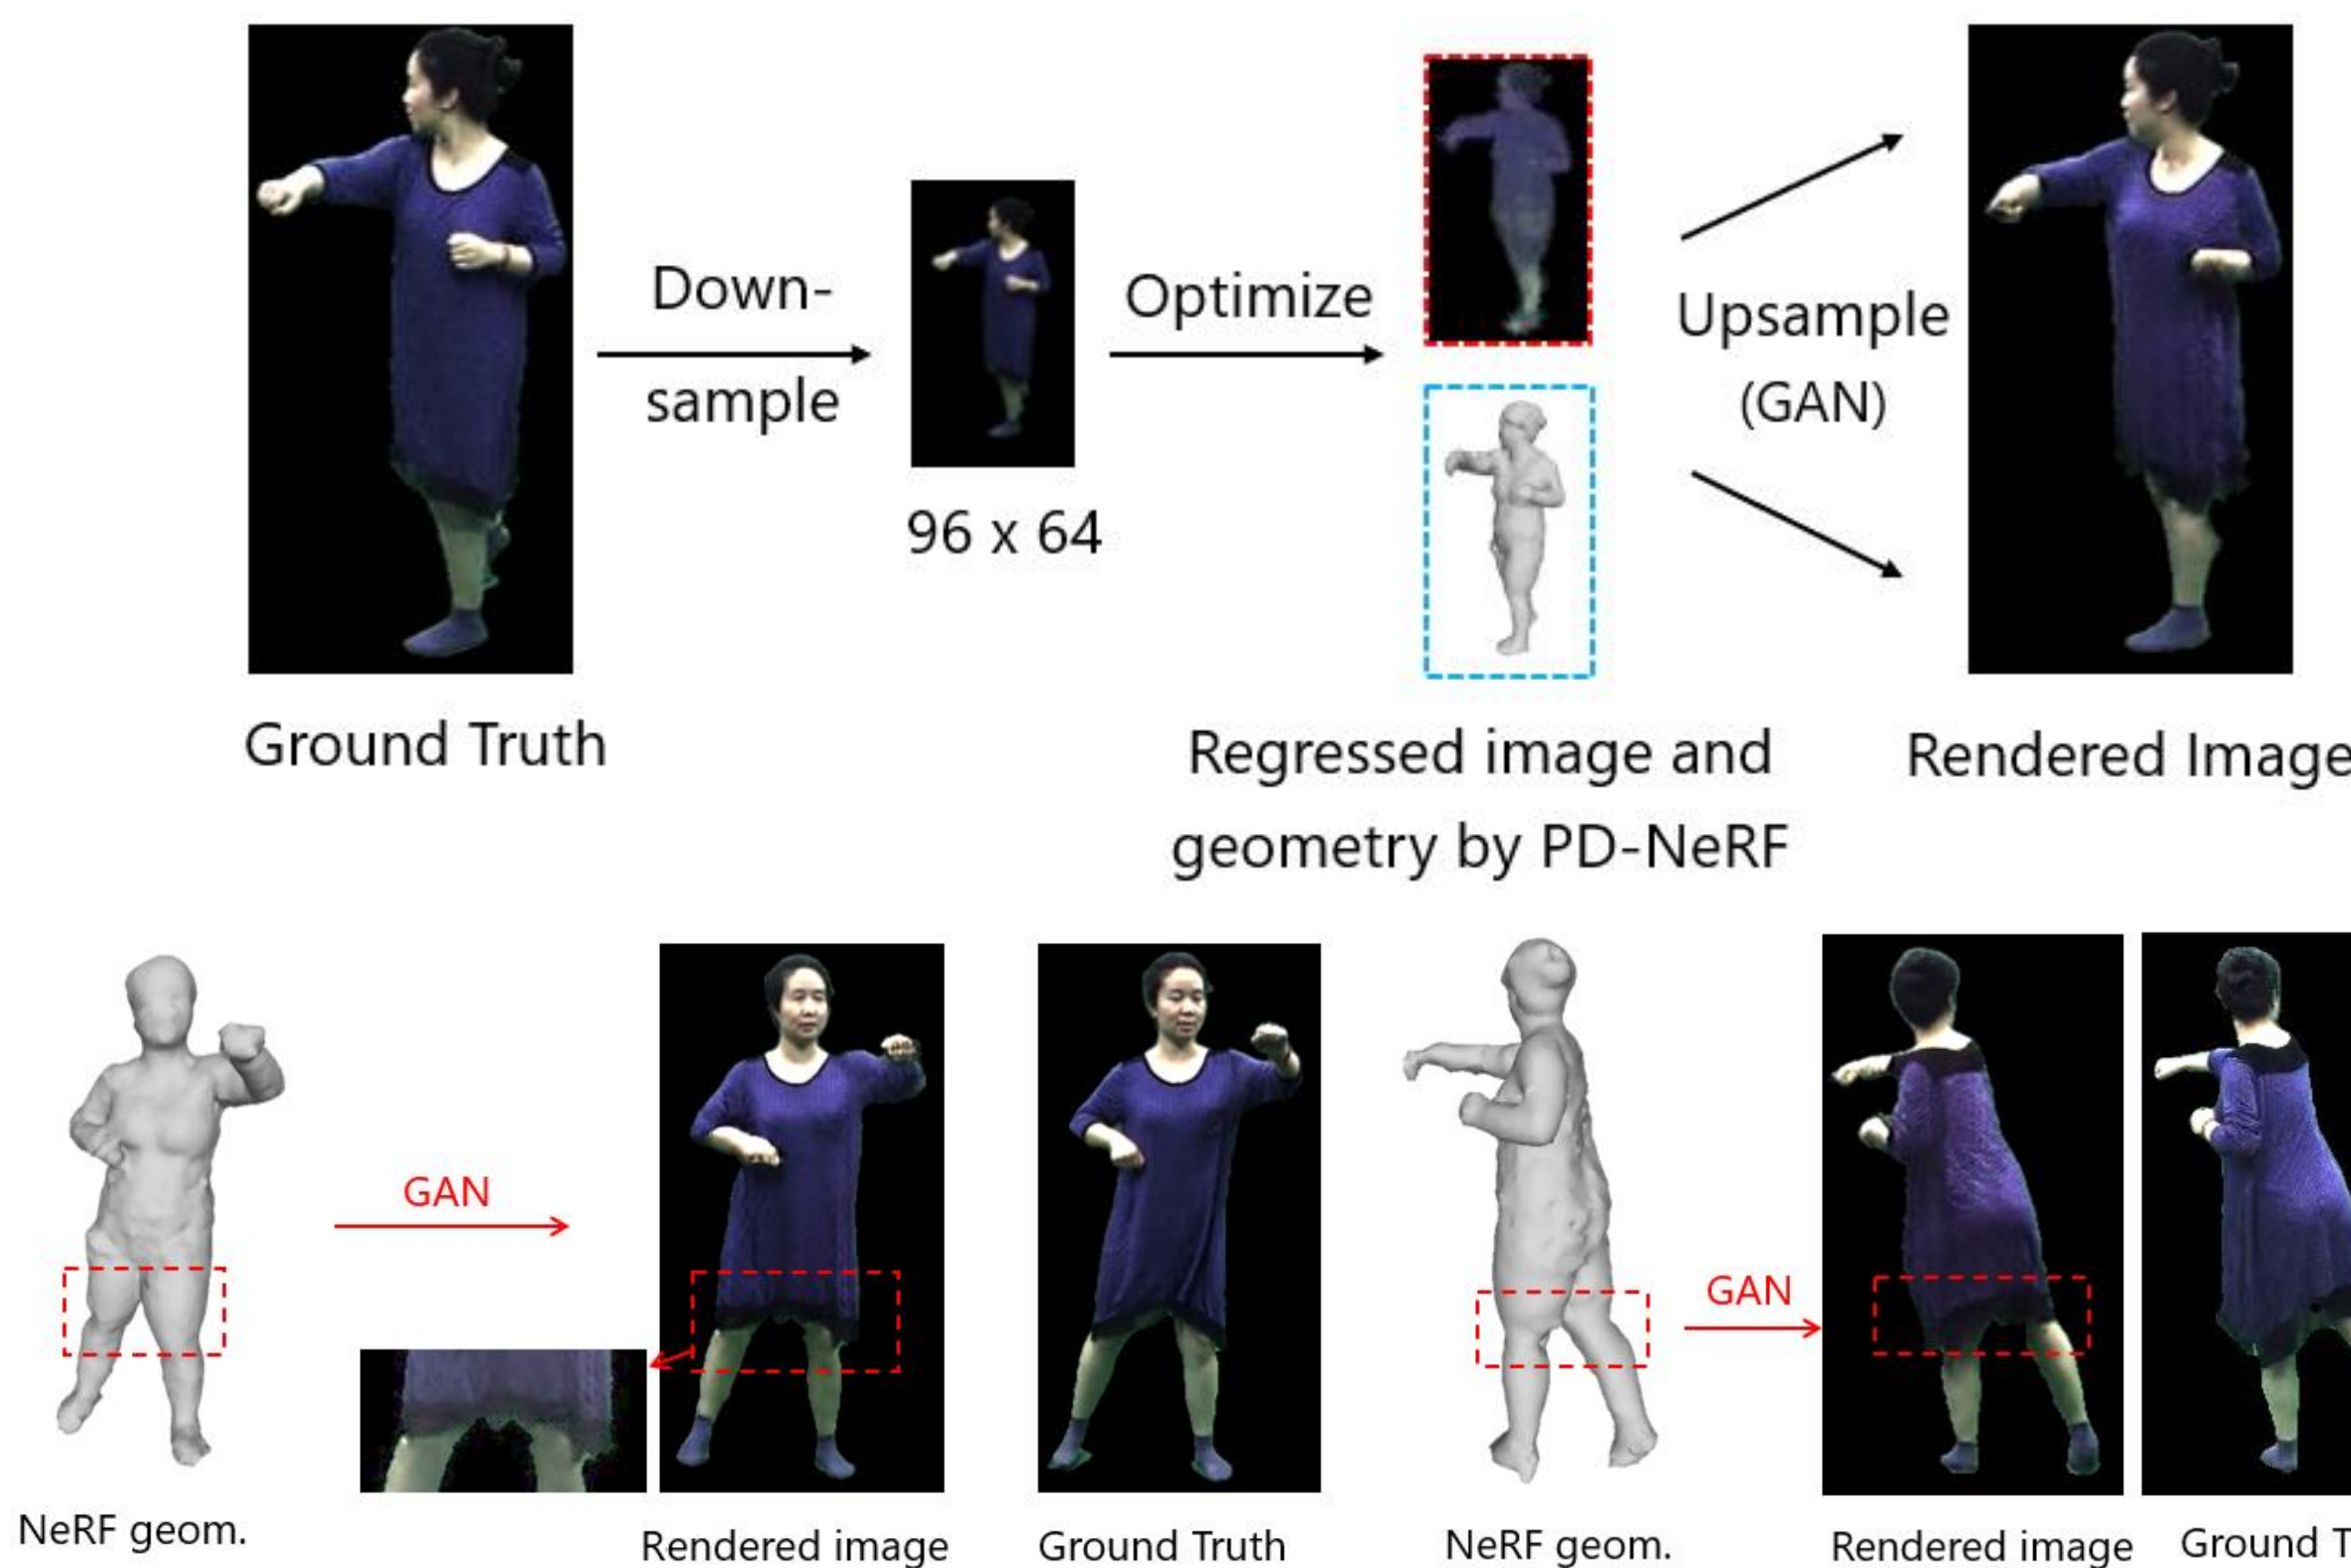 Down-
sample
96 x 64
Optimize
Upsample
(GAN)
Ground Truth
Regressed image and
geometry by PD-NeRF
Rendered Image
GAN
GAN
NeRF geom.
Rendered image
Ground Truth
NeRF geom.
Rendered image
Ground T